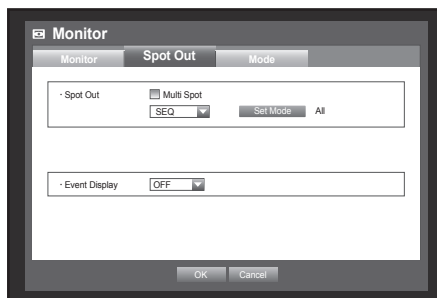 Monitor
Monitor Spot Out Mode
· Spot Out Multi Spot
SEQ Set Mode All
· Event Display OFF
OK Cancel